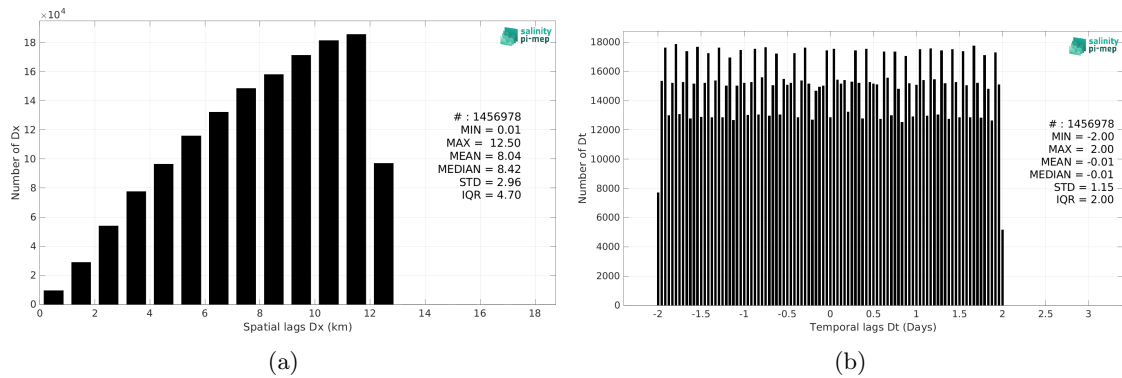 ×10⁴
18
16
14
12
10
8
6
4
2
0
Number of Dx
salinity
pi-mep
# : 1456978
MIN = 0.01
MAX = 12.50
MEAN = 8.04
MEDIAN = 8.42
STD = 2.96
IQR = 4.70
0 2 4 6 8 10 12 14 16 18
Spatial lags Dx (km)
(a)
18000
16000
14000
12000
10000
8000
6000
4000
2000
0
Number of Dt
salinity
pi-mep
# : 1456978
MIN = -2.00
MAX = 2.00
MEAN = -0.01
MEDIAN = -0.01
STD = 1.15
IQR = 2.00
-2 -1.5 -1 -0.5 0 0.5 1 1.5 2 2.5 3
Temporal lags Dt (Days)
(b)